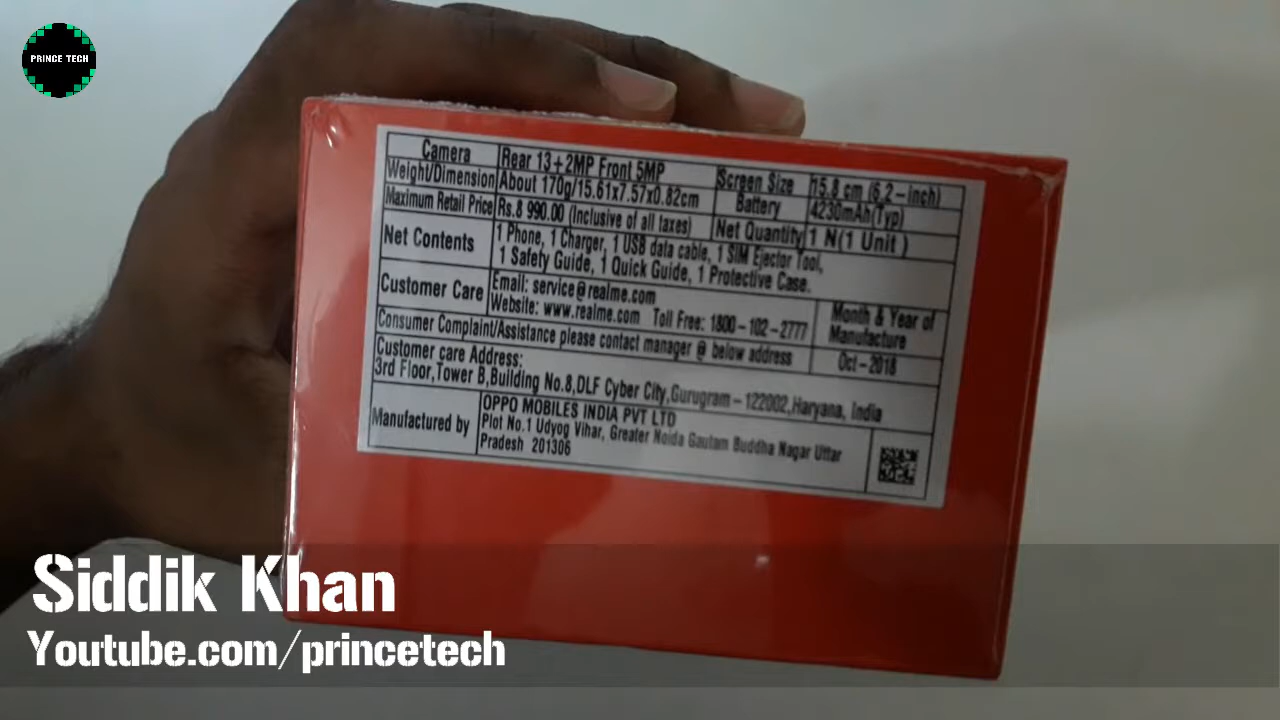 PRINCE TECH
Camera Rear 13+2MP Front 5MP Screen Size 15.8 cm (6.2-inch)
Weight/Dimension About 170g/15.61x7.57x0.82cm Battery 4230mAh(Typ)
Maximum Retail Price Rs.8 990.00 (Inclusive of all taxes) Net Quantity 1 N(1 Unit )
Net Contents 1 Phone, 1 Charger, 1 USB data cable, 1 SIM Ejector Tool,
1 Safety Guide, 1 Quick Guide, 1 Protective Case.
Customer Care Email: service@realme.com
Website: www.realme.com Toll Free: 1800-102-2777
Month & Year of
Manufacture
Consumer Complaint/Assistance please contact manager @ below address Oct-2018
Customer care Address:
3rd Floor,Tower B,Building No.8,DLF Cyber City,Gurugram-122002,Haryana, India
Manufactured by OPPO MOBILES INDIA PVT LTD
Plot No.1 Udyog Vihar, Greater Noida Gautam Buddha Nagar Uttar
Pradesh 201306
Siddik Khan
Youtube.com/princetech